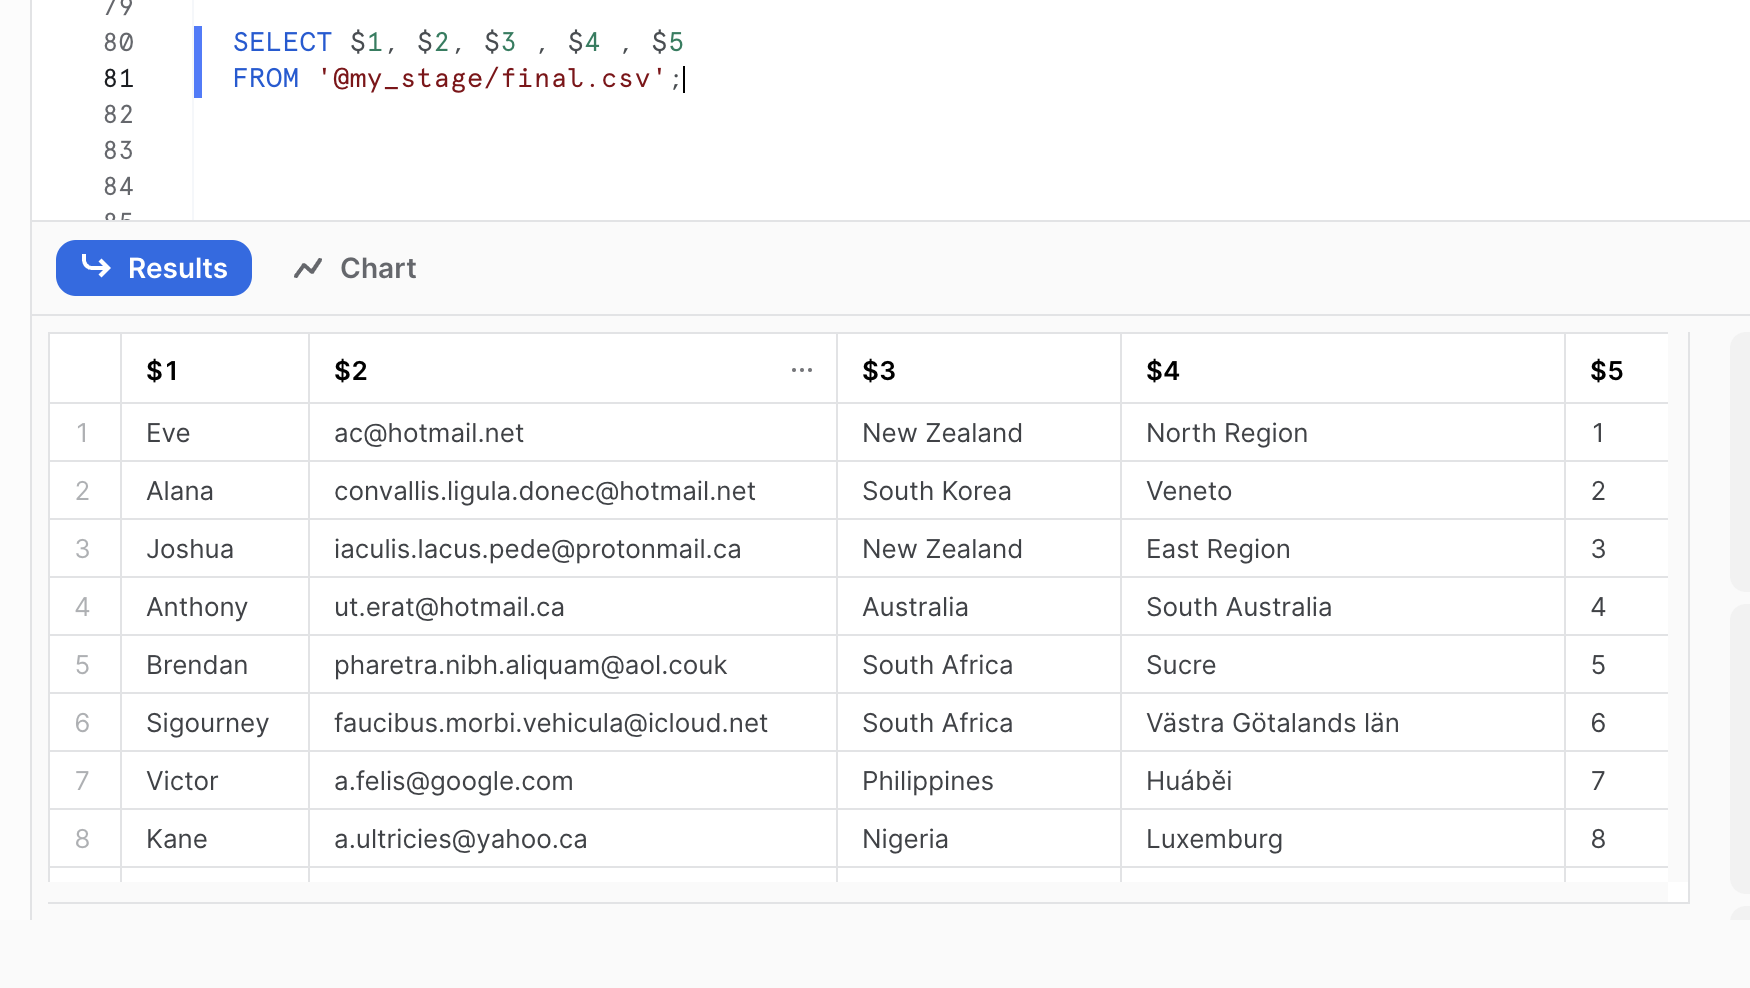 79
80 SELECT $1, $2, $3 , $4 , $5
81 FROM '@my_stage/final.csv';
82
83
84
85
Results Chart
$1 $2 ... $3 $4 $5
1 Eve ac@hotmail.net New Zealand North Region 1
2 Alana convallis.ligula.donec@hotmail.net South Korea Veneto 2
3 Joshua iaculis.lacus.pede@protonmail.ca New Zealand East Region 3
4 Anthony ut.erat@hotmail.ca Australia South Australia 4
5 Brendan pharetra.nibh.aliquam@aol.couk South Africa Sucre 5
6 Sigourney faucibus.morbi.vehicula@icloud.net South Africa Västra Götalands län 6
7 Victor a.felis@google.com Philippines Huáběi 7
8 Kane a.ultricies@yahoo.ca Nigeria Luxemburg 8